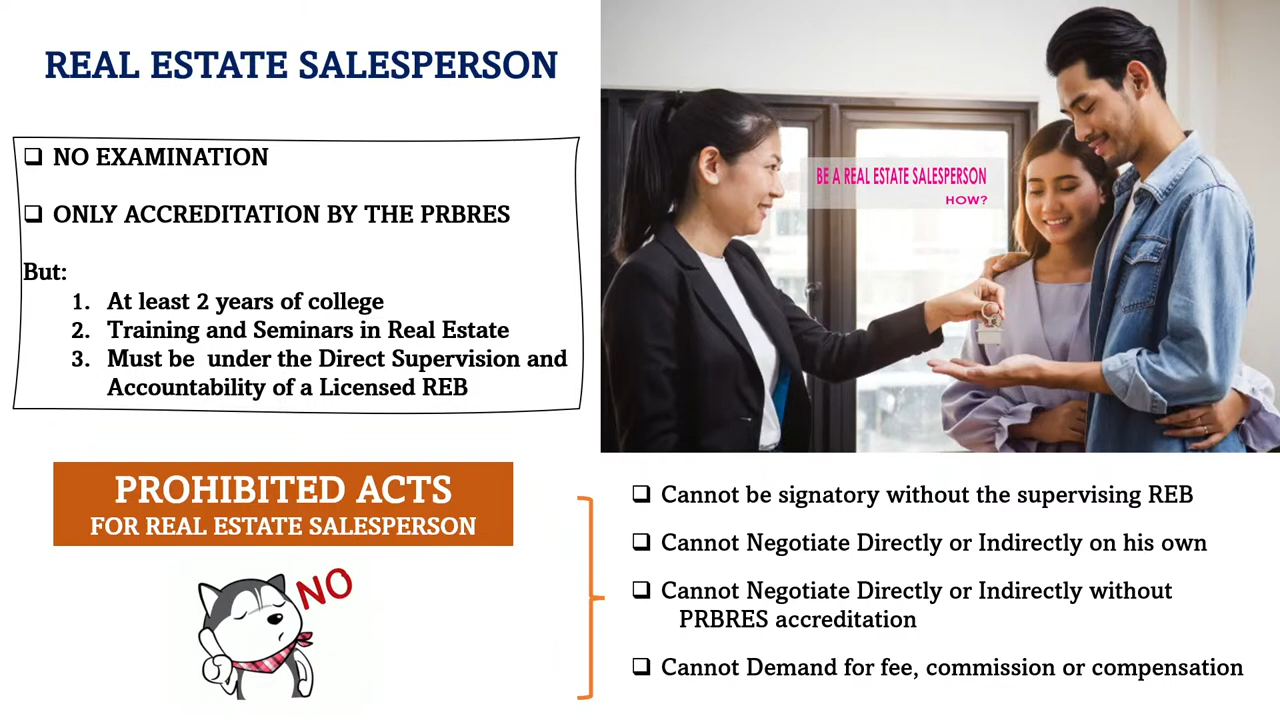 REAL ESTATE SALESPERSON
❑ NO EXAMINATION
❑ ONLY ACCREDITATION BY THE PRBRES
But:
1. At least 2 years of college
2. Training and Seminars in Real Estate
3. Must be under the Direct Supervision and
Accountability of a Licensed REB
BE A REAL ESTATE SALESPERSON
HOW?
PROHIBITED ACTS
FOR REAL ESTATE SALESPERSON
NO
❑ Cannot be signatory without the supervising REB
❑ Cannot Negotiate Directly or Indirectly on his own
❑ Cannot Negotiate Directly or Indirectly without
PRBRES accreditation
❑ Cannot Demand for fee, commission or compensation